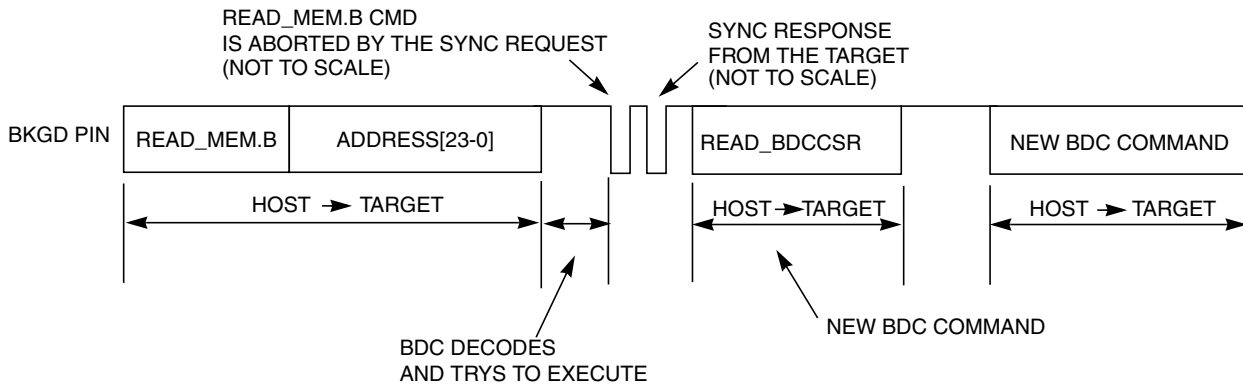 READ_MEM.B CMD
IS ABORTED BY THE SYNC REQUEST
(NOT TO SCALE)
SYNC RESPONSE
FROM THE TARGET
(NOT TO SCALE)
BKGD PIN
READ_MEM.B
ADDRESS[23-0]
READ_BDCCSR
NEW BDC COMMAND
HOST TARGET
HOST TARGET
HOST TARGET
BDC DECODES
AND TRYS TO EXECUTE
NEW BDC COMMAND